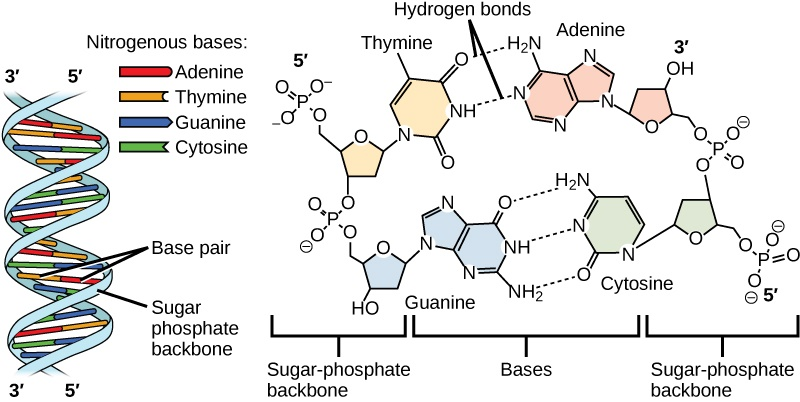 Hydrogen bonds
Nitrogenous bases:
Adenine
Thymine
Guanine
Cytosine
3′ 5′
Base pair
Sugar
phosphate
backbone
3′ 5′
5′
Thymine
Adenine
3′
O
H₂N
OH
O
P
O⁻
⁻O
O
O
N
NH
O
N
N
N
N
O
O
P
O
⊖
O
O
O
P
O
⊖
O
O
N
N
O
NH
N
NH₂
HO
Guanine
H₂N
N
O
N
Cytosine
O
O
P
O
⊖
O
⊖
5′
Sugar-phosphate
backbone
Bases
Sugar-phosphate
backbone